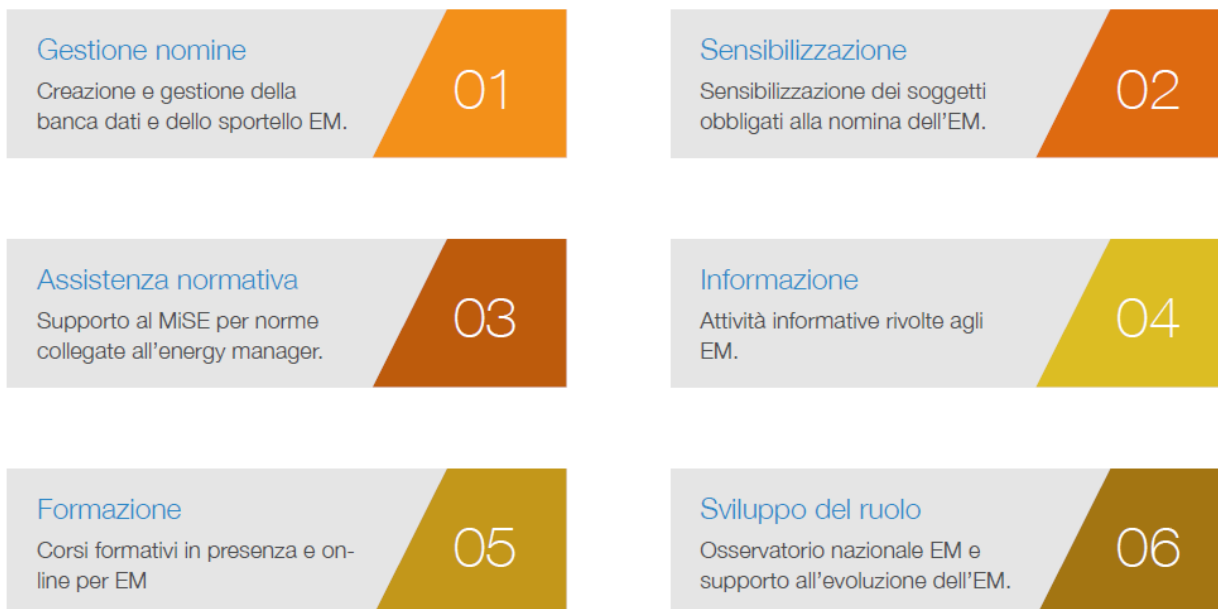 Gestione nomine
Creazione e gestione della
banca dati e dello sportello EM.
01
Sensibilizzazione
Sensibilizzazione dei soggetti
obbligati alla nomina dell'EM.
02
Assistenza normativa
Supporto al MiSE per norme
collegate all'energy manager.
03
Informazione
Attività informative rivolte agli
EM.
04
Formazione
Corsi formativi in presenza e on-
line per EM
05
Sviluppo del ruolo
Osservatorio nazionale EM e
supporto all'evoluzione dell'EM.
06